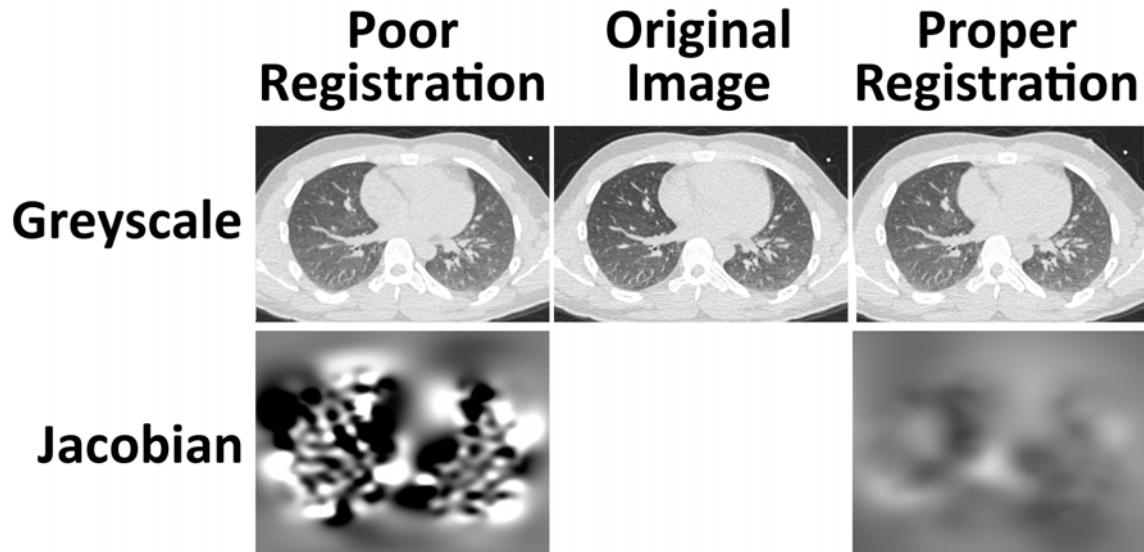 Poor Registration
Original Image
Proper Registration
Greyscale
Jacobian